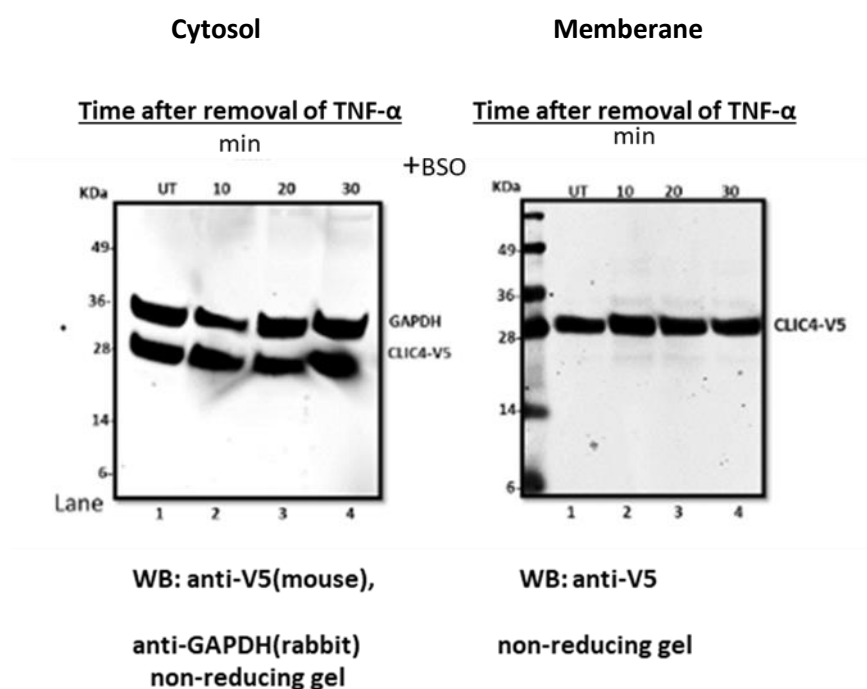 Cytosol
Memberane
Time after removal of TNF-α
min
Time after removal of TNF-α
min
+BSO
KDa UT 10 20 30
49
36
28
14
6
GAPDH
CLIC4-V5
Lane 1 2 3 4
KDa UT 10 20 30
49
36
28
14
6
CLIC4-V5
1 2 3 4
WB: anti-V5(mouse),
anti-GAPDH(rabbit)
non-reducing gel
WB: anti-V5
non-reducing gel